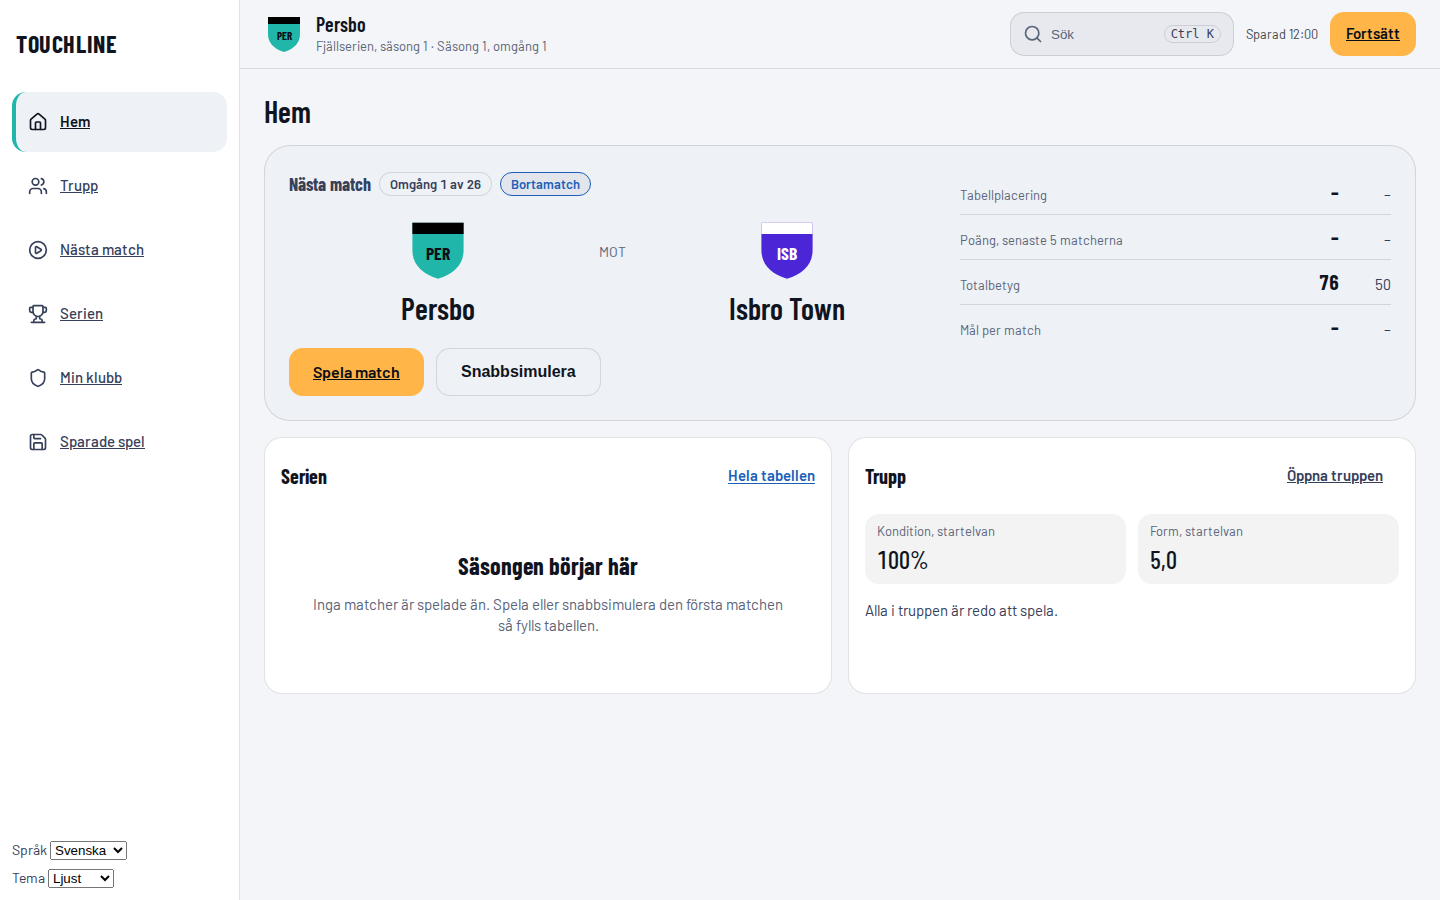 TOUCHLINE
Hem
Trupp
Nästa match
Serien
Min klubb
Sparade spel
Språk Svenska
Tema Ljust
PER
Persbo
Fjällserien, säsong 1 · Säsong 1, omgång 1
Sök
Ctrl K
Sparad 12:00
Fortsätt
Hem
Nästa match Omgång 1 av 26 Bortamatch
PER
Persbo
MOT
ISB
Isbro Town
Spela match
Snabbsimulera
Tabellplacering - –
Poäng, senaste 5 matcherna - –
Totalbetyg 76 50
Mål per match - –
Serien
Hela tabellen
Säsongen börjar här
Inga matcher är spelade än. Spela eller snabbsimulera den första matchen
så fylls tabellen.
Trupp
Öppna truppen
Kondition, startelvan
100%
Form, startelvan
5,0
Alla i truppen är redo att spela.